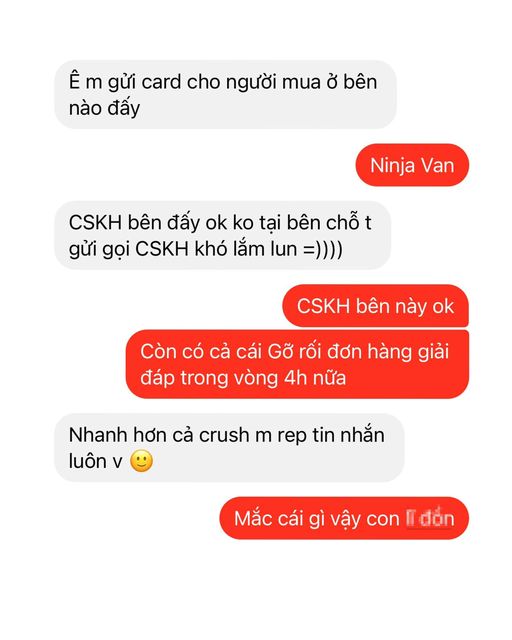 Ê m gửi card cho người mua ở bên
nào đấy
Ninja Van
CSKH bên đấy ok ko tại bên chỗ t
gửi gọi CSKH khó lắm lun =))))
CSKH bên này ok
Còn có cả cái Gỡ rối đơn hàng giải
đáp trong vòng 4h nữa
Nhanh hơn cả crush m rep tin nhắn
luôn v 🙂
Mắc cái gì vậy con